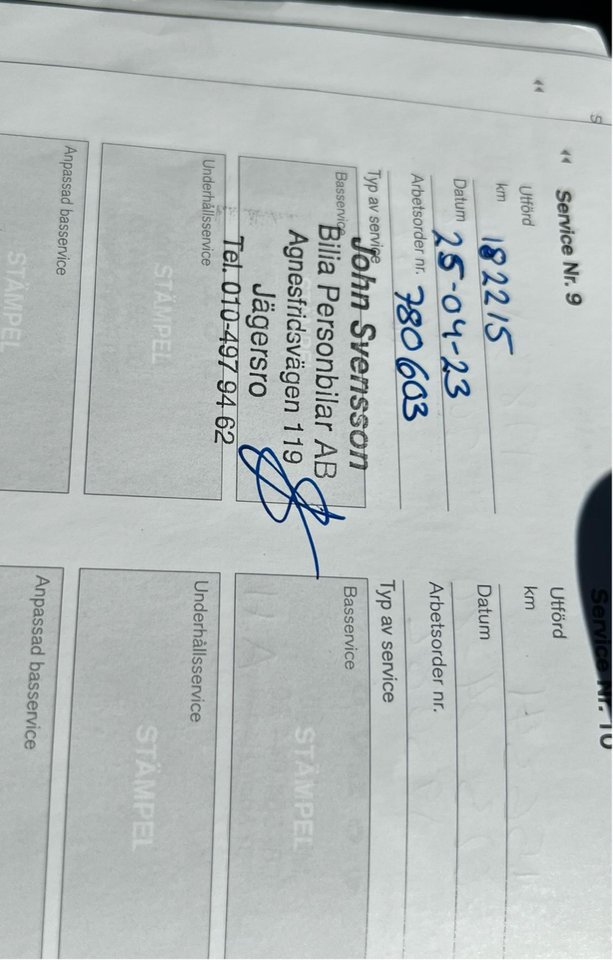 Service Nr. 9
Utförd
km 182215
Datum 25-04-23
Arbetsorder nr. 780603
Typ av service
Basservice
John Svensson
Bilia Personbilar AB
Agnesfridsvägen 119
Jägersro
Tel. 010-497 94 62
Underhållsservice
STÄMPEL
Anpassad basservice
STÄMPEL
Service Nr. 10
Utförd
km
Datum
Arbetsorder nr.
Typ av service
Basservice
STÄMPEL
Underhållsservice
STÄMPEL
Anpassad basservice